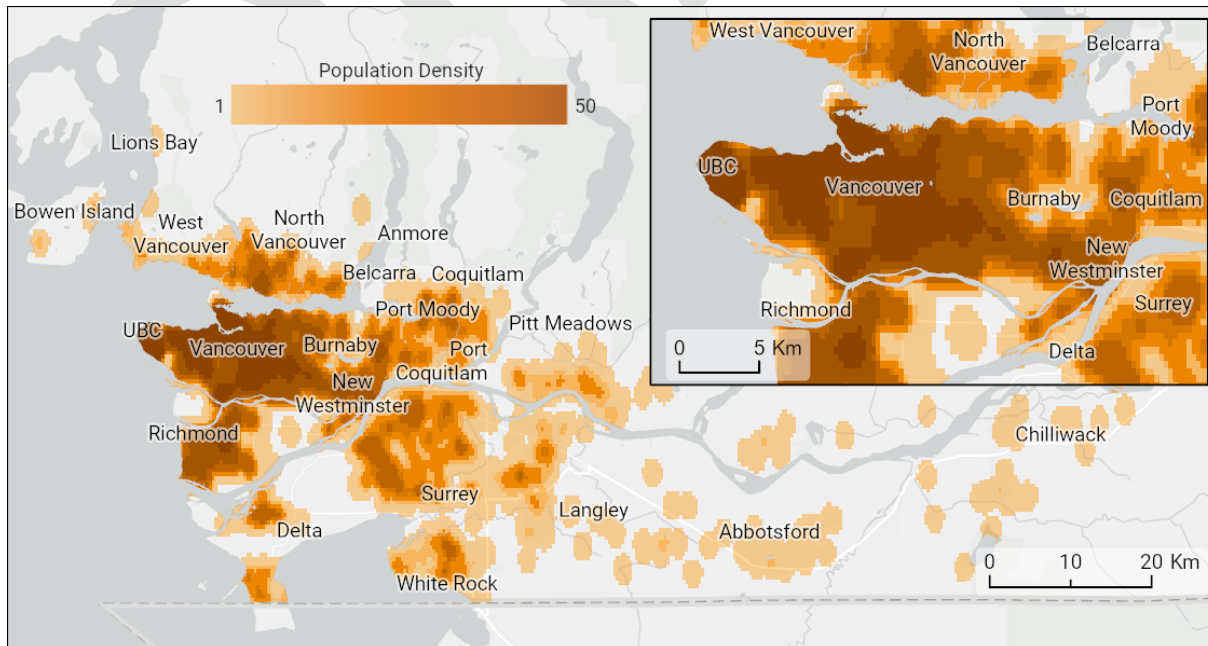 Population Density
1
50
Lions Bay
Bowen Island
West
Vancouver
North
Vancouver
Anmore
Belcarra
Coquitlam
Port Moody
Pitt Meadows
UBC
Vancouver
Burnaby
Port
Coquitlam
New
Westminster
Richmond
Surrey
Delta
Langley
White Rock
Abbotsford
Chilliwack
0 10 20 Km
West Vancouver
North
Vancouver
Belcarra
Port
Moody
UBC
Vancouver
Burnaby
Coquitlam
New
Westminster
Richmond
Surrey
Delta
0 5 Km